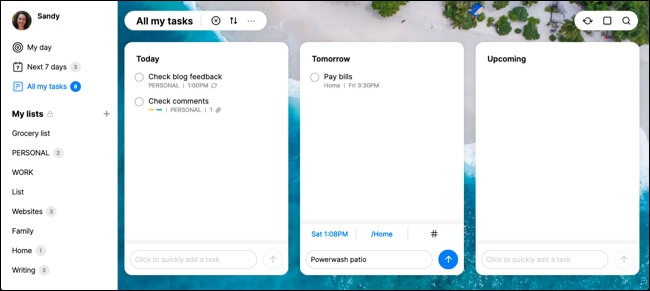 Sandy
My day
7 Next 7 days 3
All my tasks 8
My lists
Grocery list
PERSONAL 2
WORK
List
Websites 3
Family
Home 1
Writing 2
All my tasks
Today
Check blog feedback
PERSONAL | 1:00PM
Check comments
| PERSONAL | 1
Click to quickly add a task
Tomorrow
Pay bills
Home | Fri 3:30PM
Sat 1:08PM /Home #
Powerwash patio
Upcoming
Click to quickly add a task